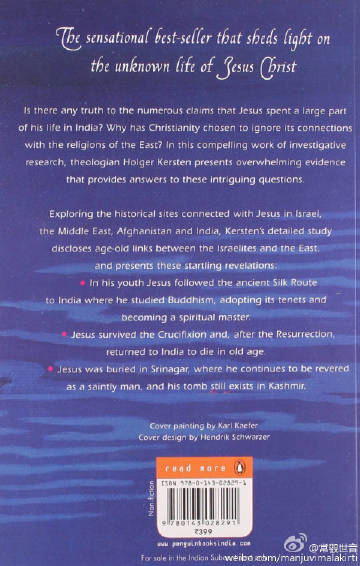 The sensational best-seller that sheds light on
the unknown life of Jesus Christ
Is there any truth to the numerous claims that Jesus spent a large part
of his life in India? Why has Christianity chosen to ignore its connections
with the religions of the East? In this compelling work of investigative
research, theologian Holger Kersten presents overwhelming evidence
that provides answers to these intriguing questions.
Exploring the historical sites connected with Jesus in Israel,
the Middle East, Afghanistan and India, Kersten's detailed study
discloses age-old links between the Israelites and the East,
and presents these startling revelations:
• In his youth Jesus followed the ancient Silk Route
to India where he studied Buddhism, adopting its tenets and
becoming a spiritual master.
• Jesus survived the Crucifixion and, after the Resurrection,
returned to India to die in old age.
• Jesus was buried in Srinagar, where he continues to be revered
as a saintly man, and his tomb still exists in Kashmir.
Cover painting by Karl Kaefer
Cover design by Hendrik Schwarzer
read more
Non-fiction
ISBN 978-0-143-02829-1
9780143028291
₹399
www.penguinbooksindia.com
For sale in the Indian Subcontinent only
weibo.com/manjuvimalakirti